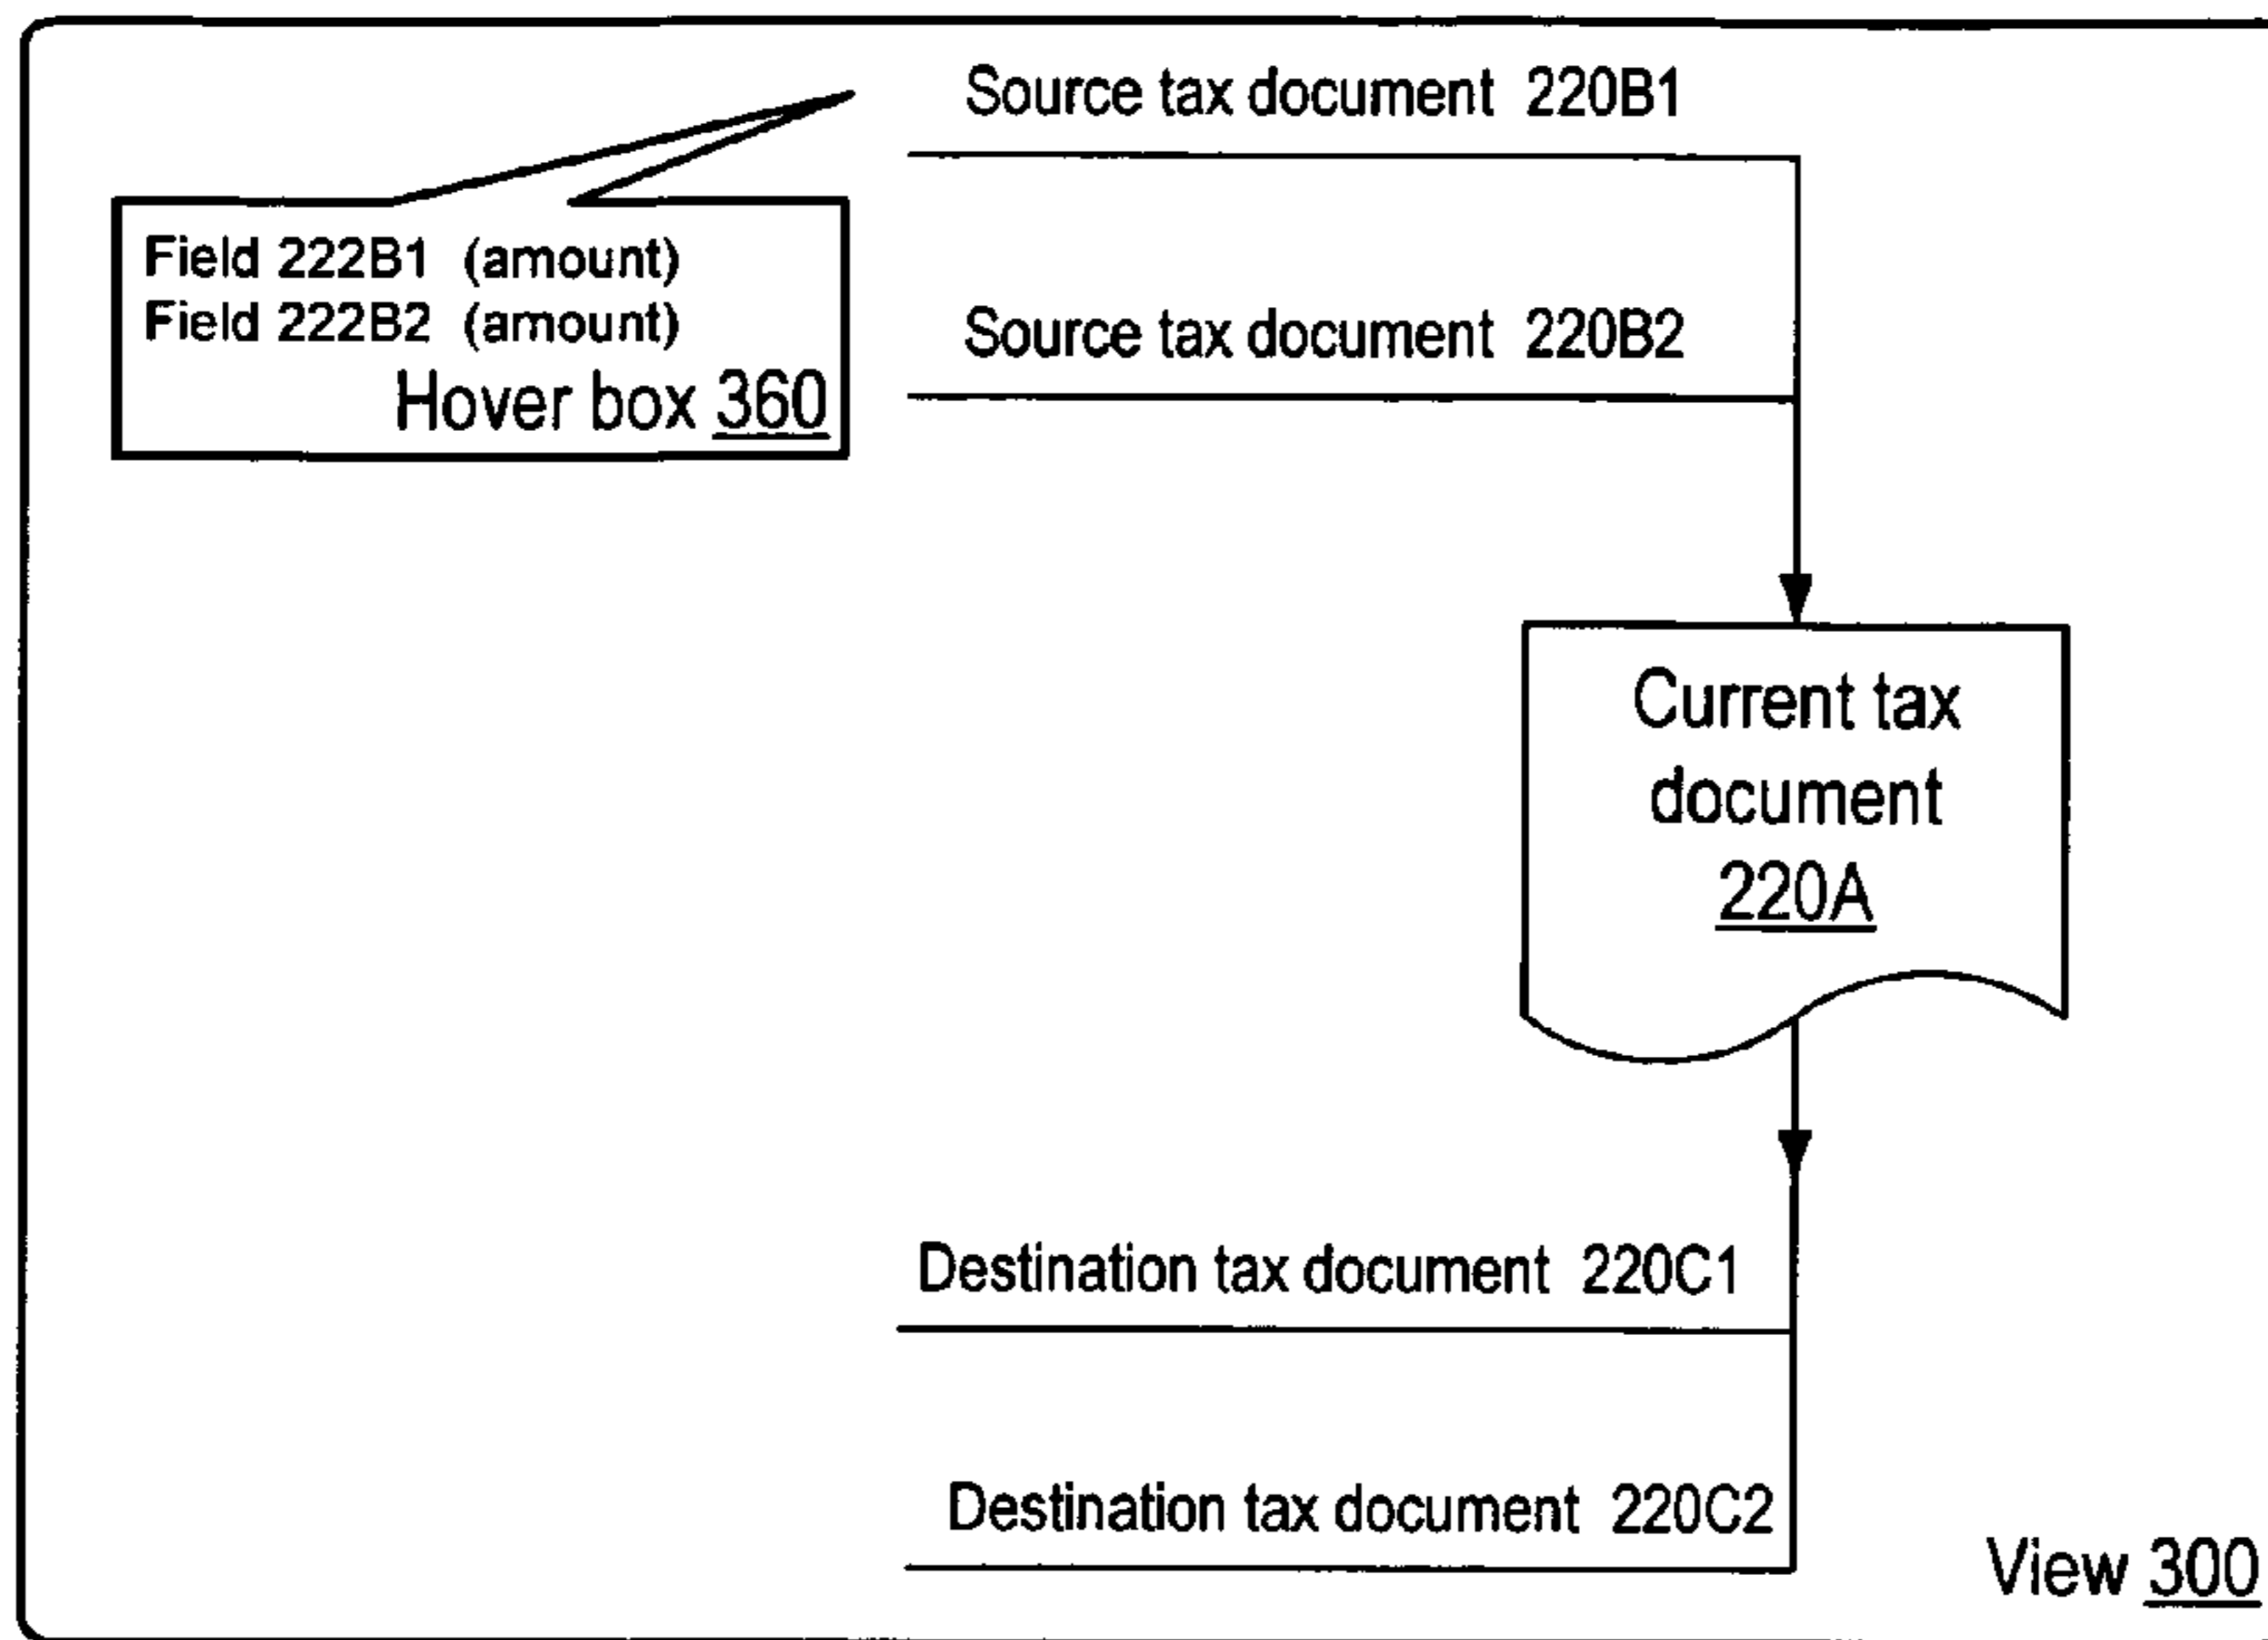 Source tax document 220B1
Field 222B1 (amount)
Field 222B2 (amount)
Hover box 360
Source tax document 220B2
Current tax
document
220A
Destination tax document 220C1
Destination tax document 220C2
View 300